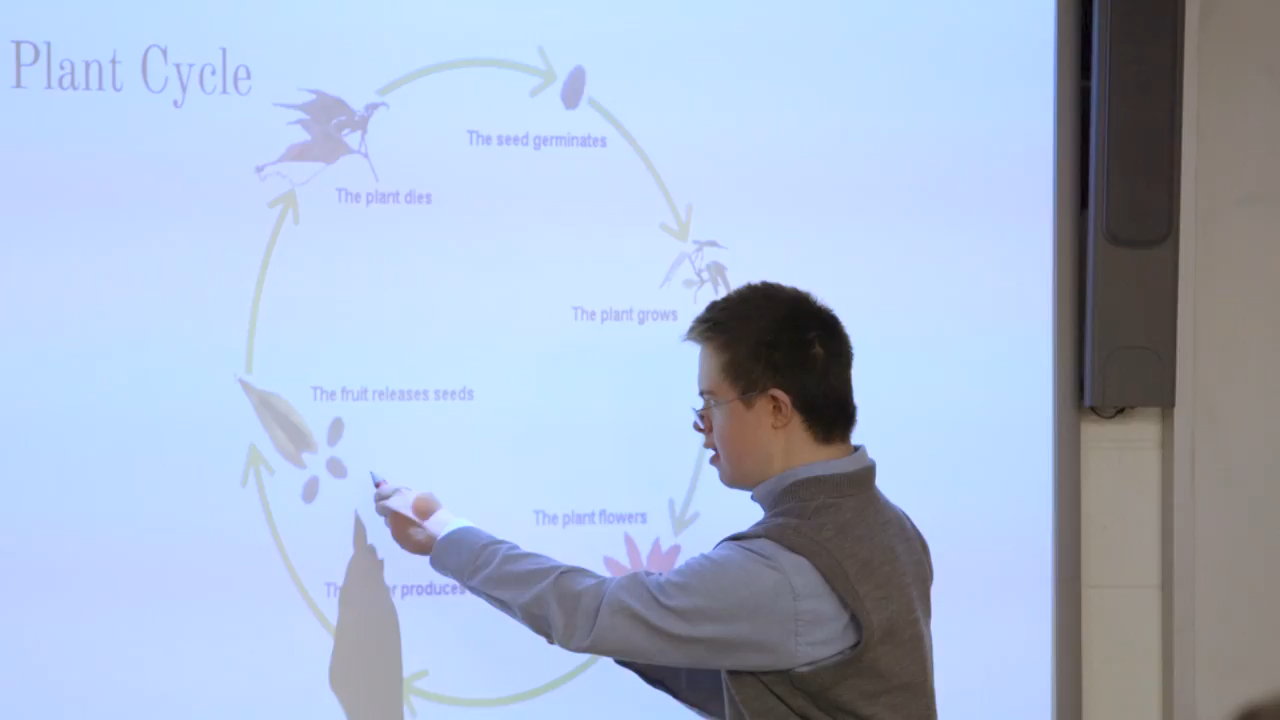 Plant Cycle
The seed germinates
The plant dies
The plant grows
The fruit releases seeds
The plant flowers
produces